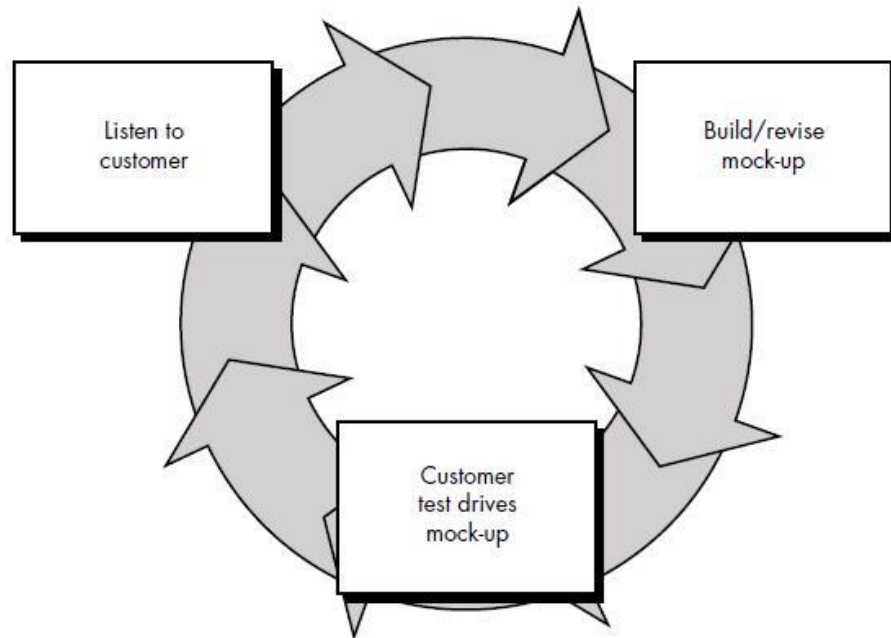 Listen to
customer
Build/revise
mock-up
Customer
test drives
mock-up